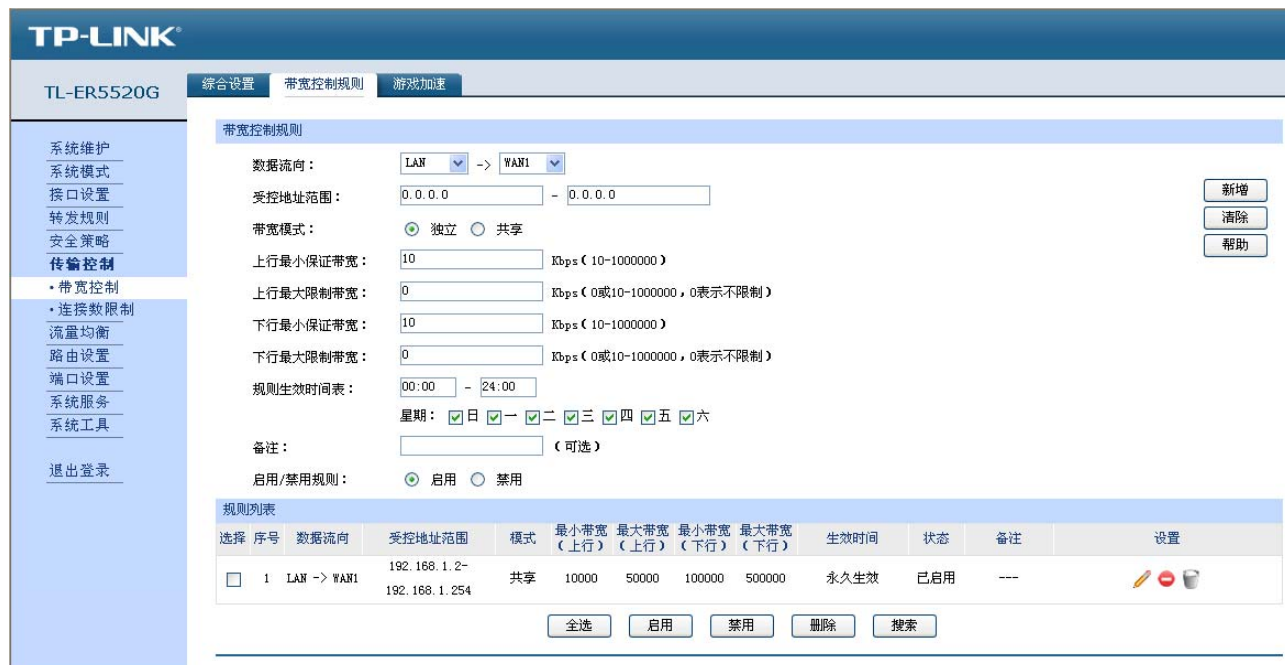 TP-LINK®
TL-ER5520G
综合设置 带宽控制规则 游戏加速
系统维护
系统模式
接口设置
转发规则
安全策略
传输控制
·带宽控制
·连接数限制
流量均衡
路由设置
端口设置
系统服务
系统工具
退出登录
带宽控制规则
数据流向： LAN -> WAN1
受控地址范围： 0.0.0.0 - 0.0.0.0
带宽模式： 独立 共享
上行最小保证带宽： 10 Kbps（10-1000000）
上行最大限制带宽： 0 Kbps（0或10-1000000，0表示不限制）
下行最小保证带宽： 10 Kbps（10-1000000）
下行最大限制带宽： 0 Kbps（0或10-1000000，0表示不限制）
规则生效时间表： 00:00 - 24:00
星期： 日 一 二 三 四 五 六
备注： （可选）
启用/禁用规则： 启用 禁用
新增
清除
帮助
规则列表
选择 序号 数据流向 受控地址范围 模式 最小带宽（上行） 最大带宽（上行） 最小带宽（下行） 最大带宽（下行） 生效时间 状态 备注 设置
1 LAN -> WAN1 192.168.1.2-192.168.1.254 共享 10000 50000 100000 500000 永久生效 已启用 ---
全选 启用 禁用 删除 搜索